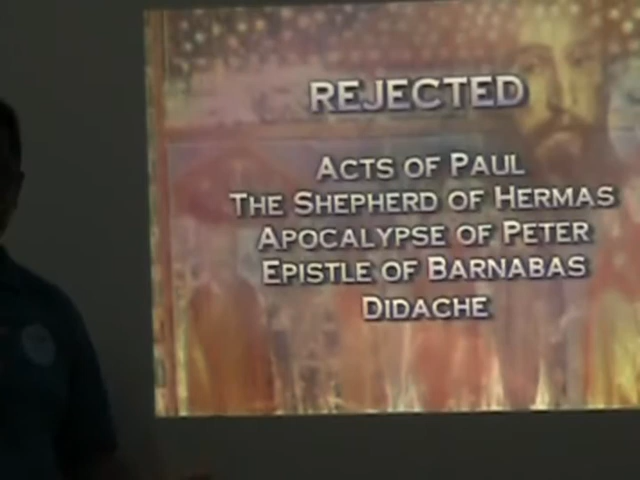 REJECTED
ACTS OF PAUL
THE SHEPHERD OF HERMAS
APOCALYPSE OF PETER
EPISTLE OF BARNABAS
DIDACHE